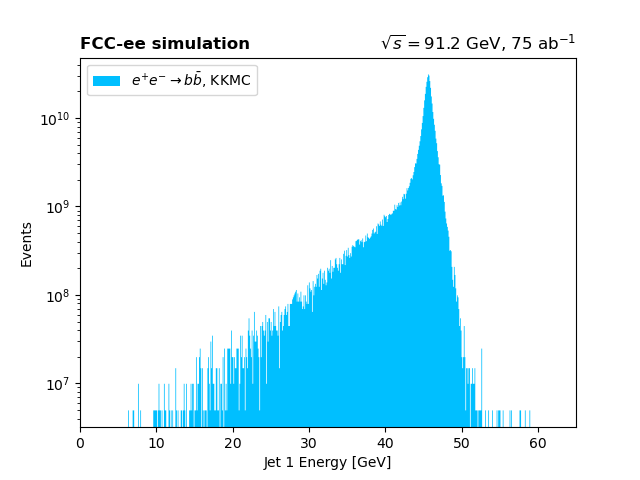 FCC-ee simulation
√s = 91.2 GeV, 75 ab⁻¹
e⁺e⁻ → bb̄, KKMC
10¹⁰
10⁹
10⁸
10⁷
Events
0 10 20 30 40 50 60
Jet 1 Energy [GeV]